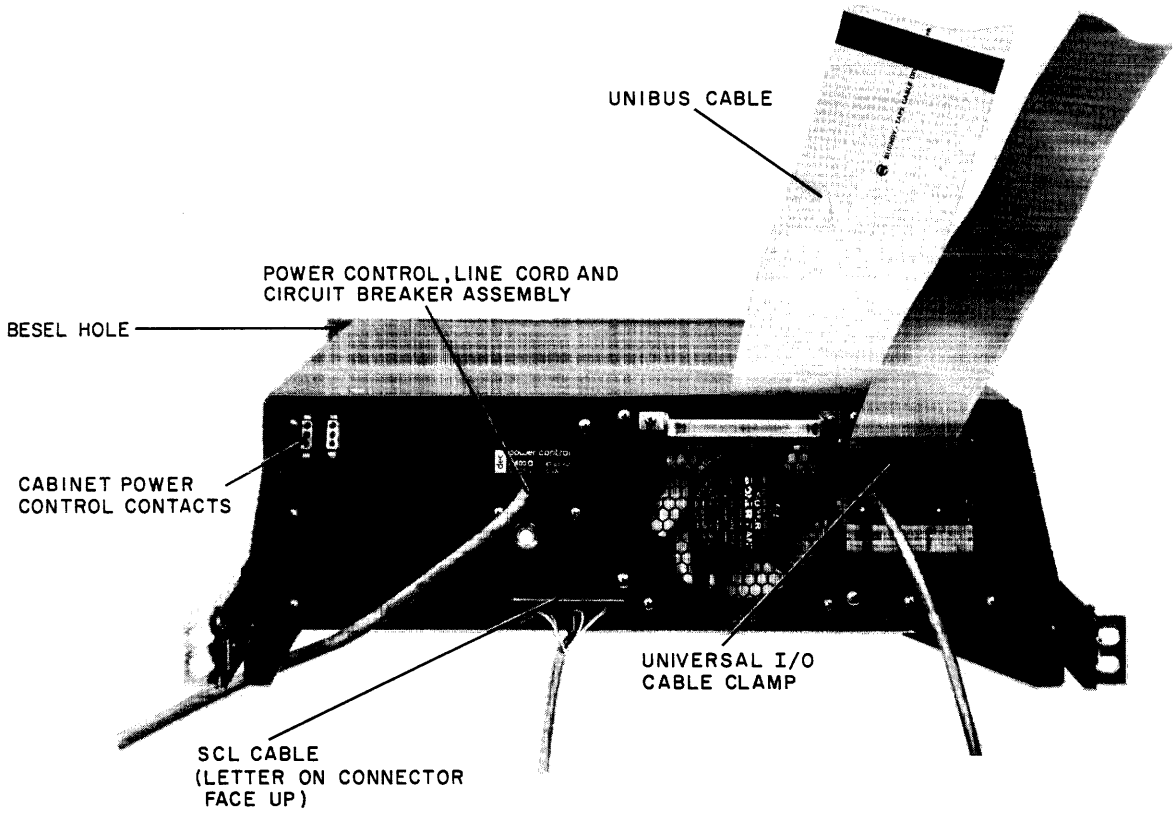 UNIBUS CABLE
POWER CONTROL, LINE CORD AND
CIRCUIT BREAKER ASSEMBLY
BESEL HOLE
dec power control
CABINET POWER
CONTROL CONTACTS
UNIVERSAL I/O
CABLE CLAMP
SCL CABLE
(LETTER ON CONNECTOR
FACE UP)